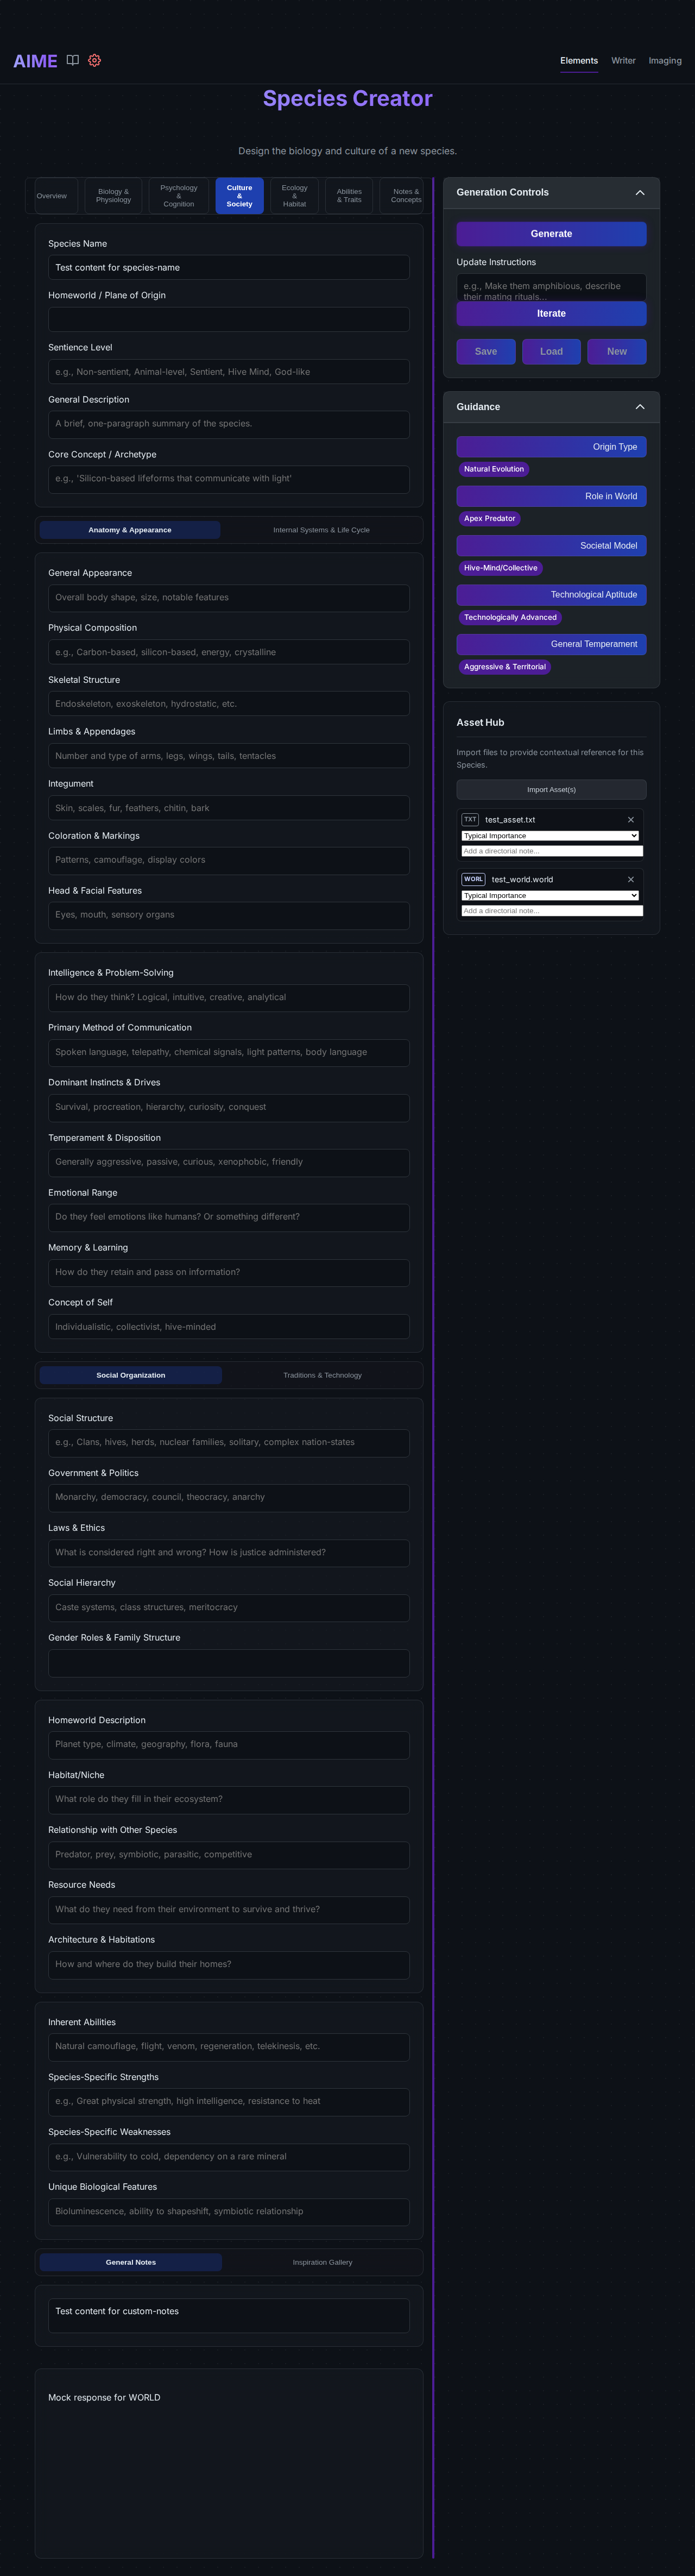 AIME
Elements Writer Imaging
Species Creator
Design the biology and culture of a new species.
Overview
Biology &
Physiology
Psychology
&
Cognition
Culture
&
Society
Ecology
&
Habitat
Abilities
& Traits
Notes &
Concepts
Species Name
Test content for species-name
Homeworld / Plane of Origin
Sentience Level
e.g., Non-sentient, Animal-level, Sentient, Hive Mind, God-like
General Description
A brief, one-paragraph summary of the species.
Core Concept / Archetype
e.g., 'Silicon-based lifeforms that communicate with light'
Anatomy & Appearance Internal Systems & Life Cycle
General Appearance
Overall body shape, size, notable features
Physical Composition
e.g., Carbon-based, silicon-based, energy, crystalline
Skeletal Structure
Endoskeleton, exoskeleton, hydrostatic, etc.
Limbs & Appendages
Number and type of arms, legs, wings, tails, tentacles
Integument
Skin, scales, fur, feathers, chitin, bark
Coloration & Markings
Patterns, camouflage, display colors
Head & Facial Features
Eyes, mouth, sensory organs
Intelligence & Problem-Solving
How do they think? Logical, intuitive, creative, analytical
Primary Method of Communication
Spoken language, telepathy, chemical signals, light patterns, body language
Dominant Instincts & Drives
Survival, procreation, hierarchy, curiosity, conquest
Temperament & Disposition
Generally aggressive, passive, curious, xenophobic, friendly
Emotional Range
Do they feel emotions like humans? Or something different?
Memory & Learning
How do they retain and pass on information?
Concept of Self
Individualistic, collectivist, hive-minded
Social Organization Traditions & Technology
Social Structure
e.g., Clans, hives, herds, nuclear families, solitary, complex nation-states
Government & Politics
Monarchy, democracy, council, theocracy, anarchy
Laws & Ethics
What is considered right and wrong? How is justice administered?
Social Hierarchy
Caste systems, class structures, meritocracy
Gender Roles & Family Structure
Homeworld Description
Planet type, climate, geography, flora, fauna
Habitat/Niche
What role do they fill in their ecosystem?
Relationship with Other Species
Predator, prey, symbiotic, parasitic, competitive
Resource Needs
What do they need from their environment to survive and thrive?
Architecture & Habitations
How and where do they build their homes?
Inherent Abilities
Natural camouflage, flight, venom, regeneration, telekinesis, etc.
Species-Specific Strengths
e.g., Great physical strength, high intelligence, resistance to heat
Species-Specific Weaknesses
e.g., Vulnerability to cold, dependency on a rare mineral
Unique Biological Features
Bioluminescence, ability to shapeshift, symbiotic relationship
General Notes Inspiration Gallery
Test content for custom-notes
Mock response for WORLD
Generation Controls
Generate
Update Instructions
e.g., Make them amphibious, describe
their mating rituals...
Iterate
Save Load New
Guidance
Origin Type
Natural Evolution
Role in World
Apex Predator
Societal Model
Hive-Mind/Collective
Technological Aptitude
Technologically Advanced
General Temperament
Aggressive & Territorial
Asset Hub
Import files to provide contextual reference for this
Species.
Import Asset(s)
TXT test_asset.txt
Typical Importance
Add a directorial note...
WORL test_world.world
Typical Importance
Add a directorial note...